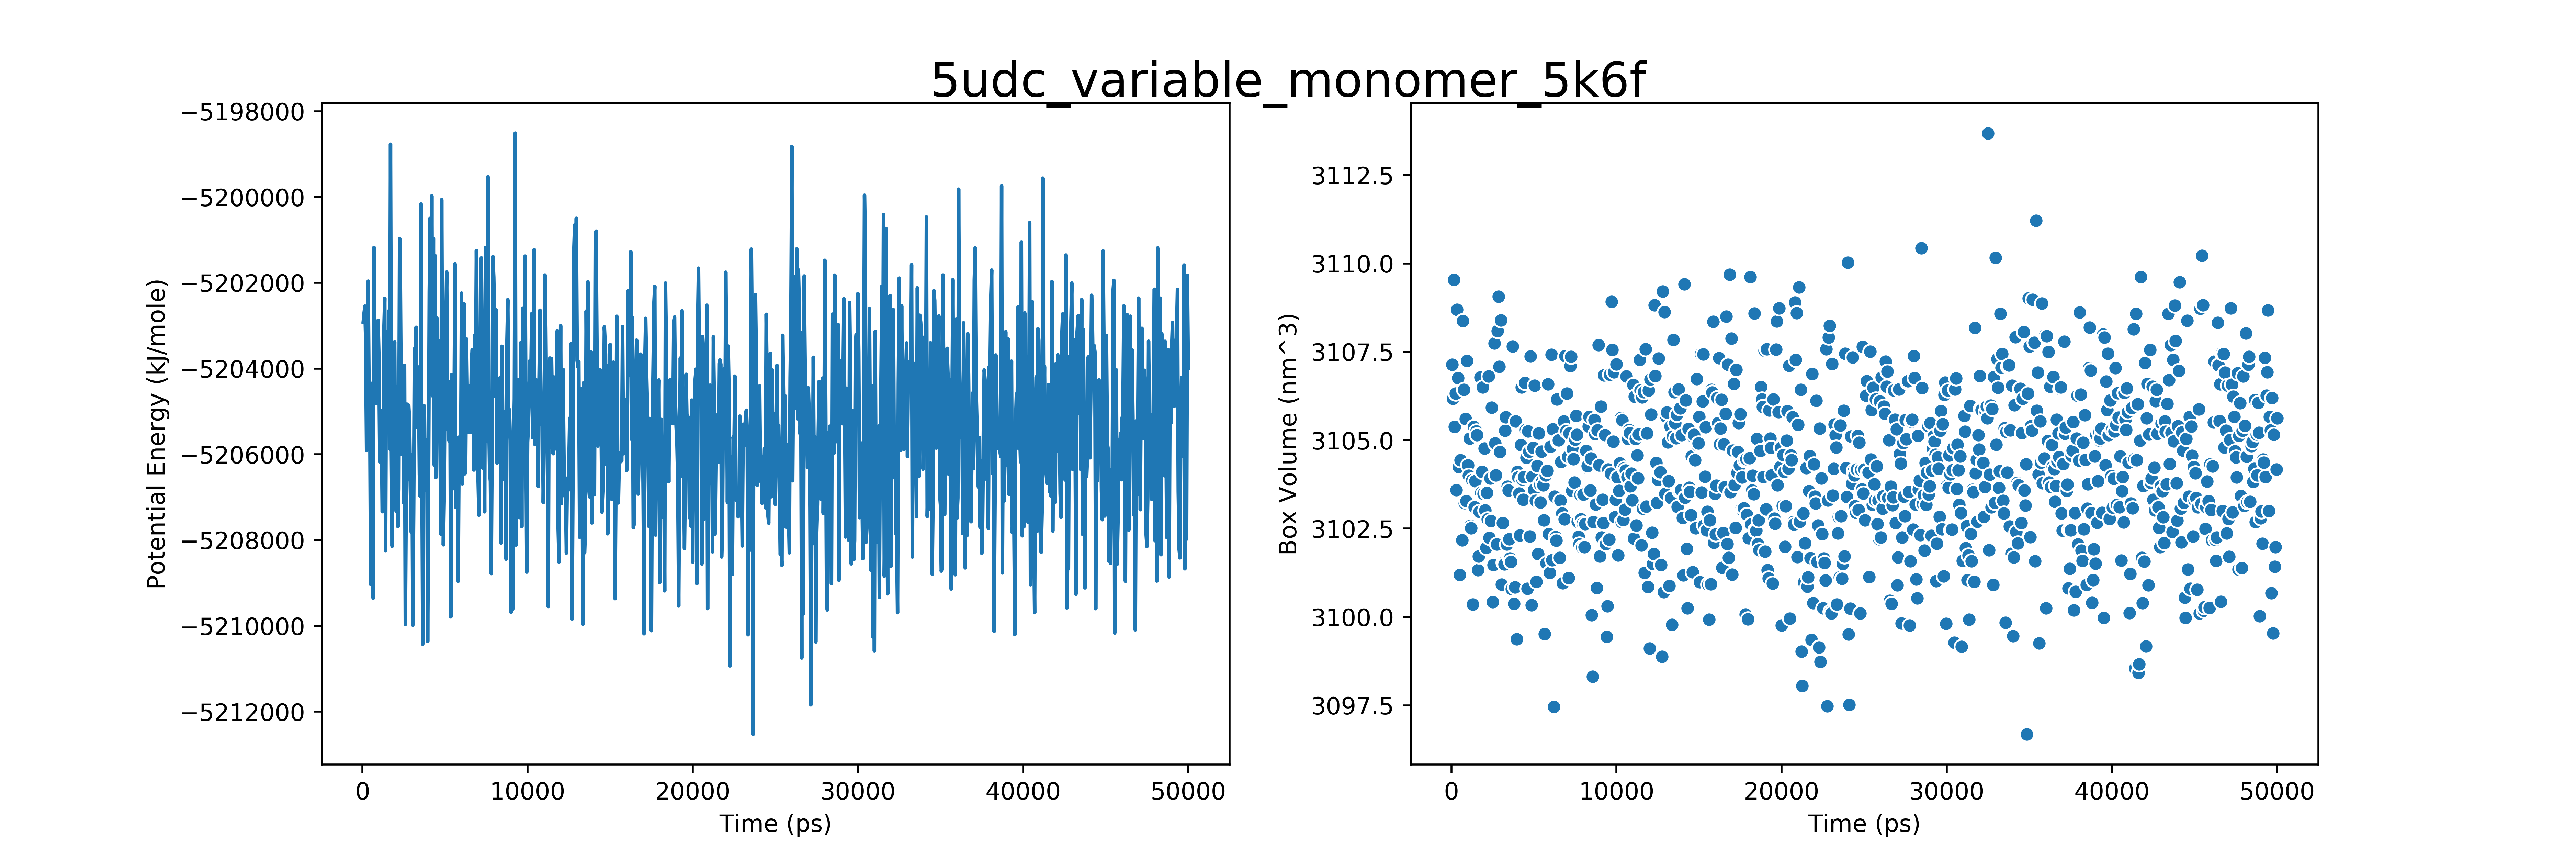 5udc_variable_monomer_5k6f
−5198000
−5200000
−5202000
−5204000
−5206000
−5208000
−5210000
−5212000
Potential Energy (kJ/mole)
0 10000 20000 30000 40000 50000
Time (ps)
3112.5
3110.0
3107.5
3105.0
3102.5
3100.0
3097.5
Box Volume (nm^3)
0 10000 20000 30000 40000 50000
Time (ps)